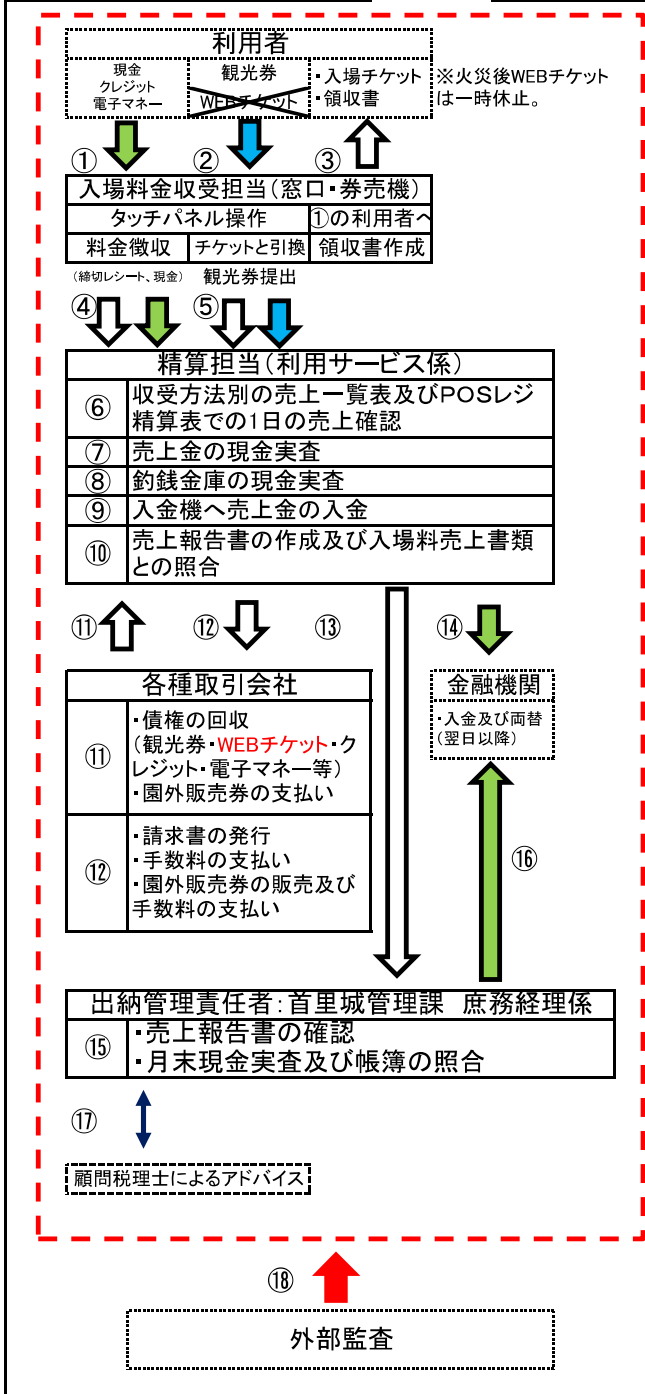 利用者
現金
クレジット
電子マネー
観光券
WEBチケット
・入場チケット
・領収書
※火災後WEBチケット
は一時休止。
① ② ③
入場料金収受担当(窓口・券売機)
タッチパネル操作 ①の利用者へ
料金徴収 チケットと引換 領収書作成
(締切レシート、現金) 観光券提出
④ ⑤
精算担当(利用サービス係)
⑥ 収受方法別の売上一覧表及びPOSレジ
精算表での1日の売上確認
⑦ 売上金の現金実査
⑧ 釣銭金庫の現金実査
⑨ 入金機へ売上金の入金
⑩ 売上報告書の作成及び入場料売上書類
との照合
⑪ ⑫ ⑬ ⑭
各種取引会社
⑪ ・債権の回収
(観光券・WEBチケット・ク
レジット・電子マネー等)
・園外販売券の支払い
⑫ ・請求書の発行
・手数料の支払い
・園外販売券の販売及び
手数料の支払い
金融機関
・入金及び両替
(翌日以降)
⑯
出納管理責任者:首里城管理課 庶務経理係
⑮ ・売上報告書の確認
・月末現金実査及び帳簿の照合
⑰
顧問税理士によるアドバイス
⑱
外部監査